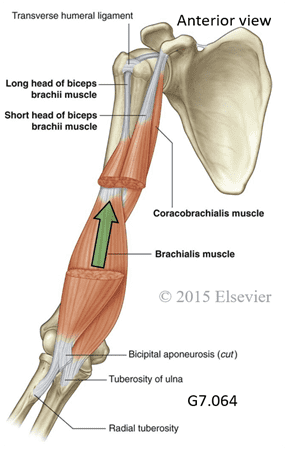 Transverse humeral ligament
Anterior view
Long head of biceps
brachii muscle
Short head of biceps
brachii muscle
Coracobrachialis muscle
Brachialis muscle
© 2015 Elsevier
Bicipital aponeurosis (cut)
Tuberosity of ulna
G7.064
Radial tuberosity